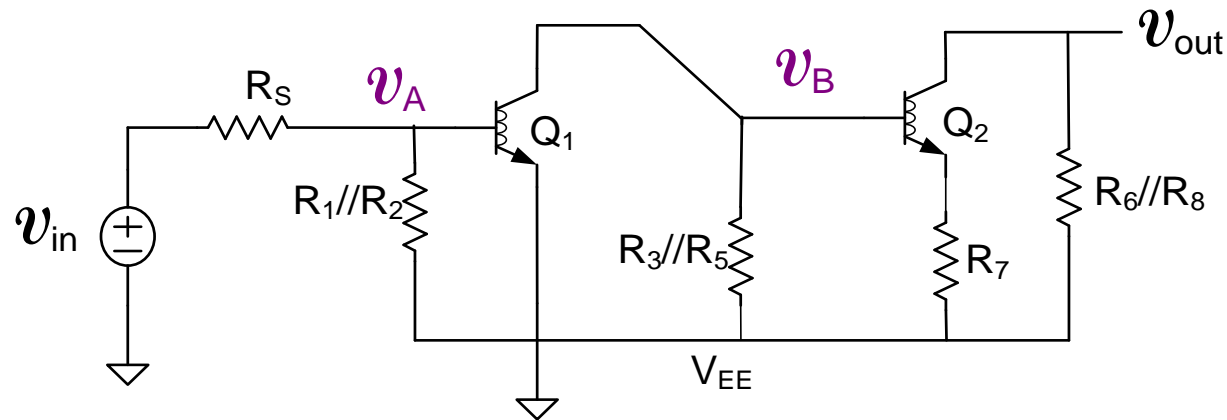 v_out
R_S
v_A
v_B
Q_1
Q_2
R_1//R_2
R_6//R_8
v_in
+
−
R_3//R_5
R_7
V_EE